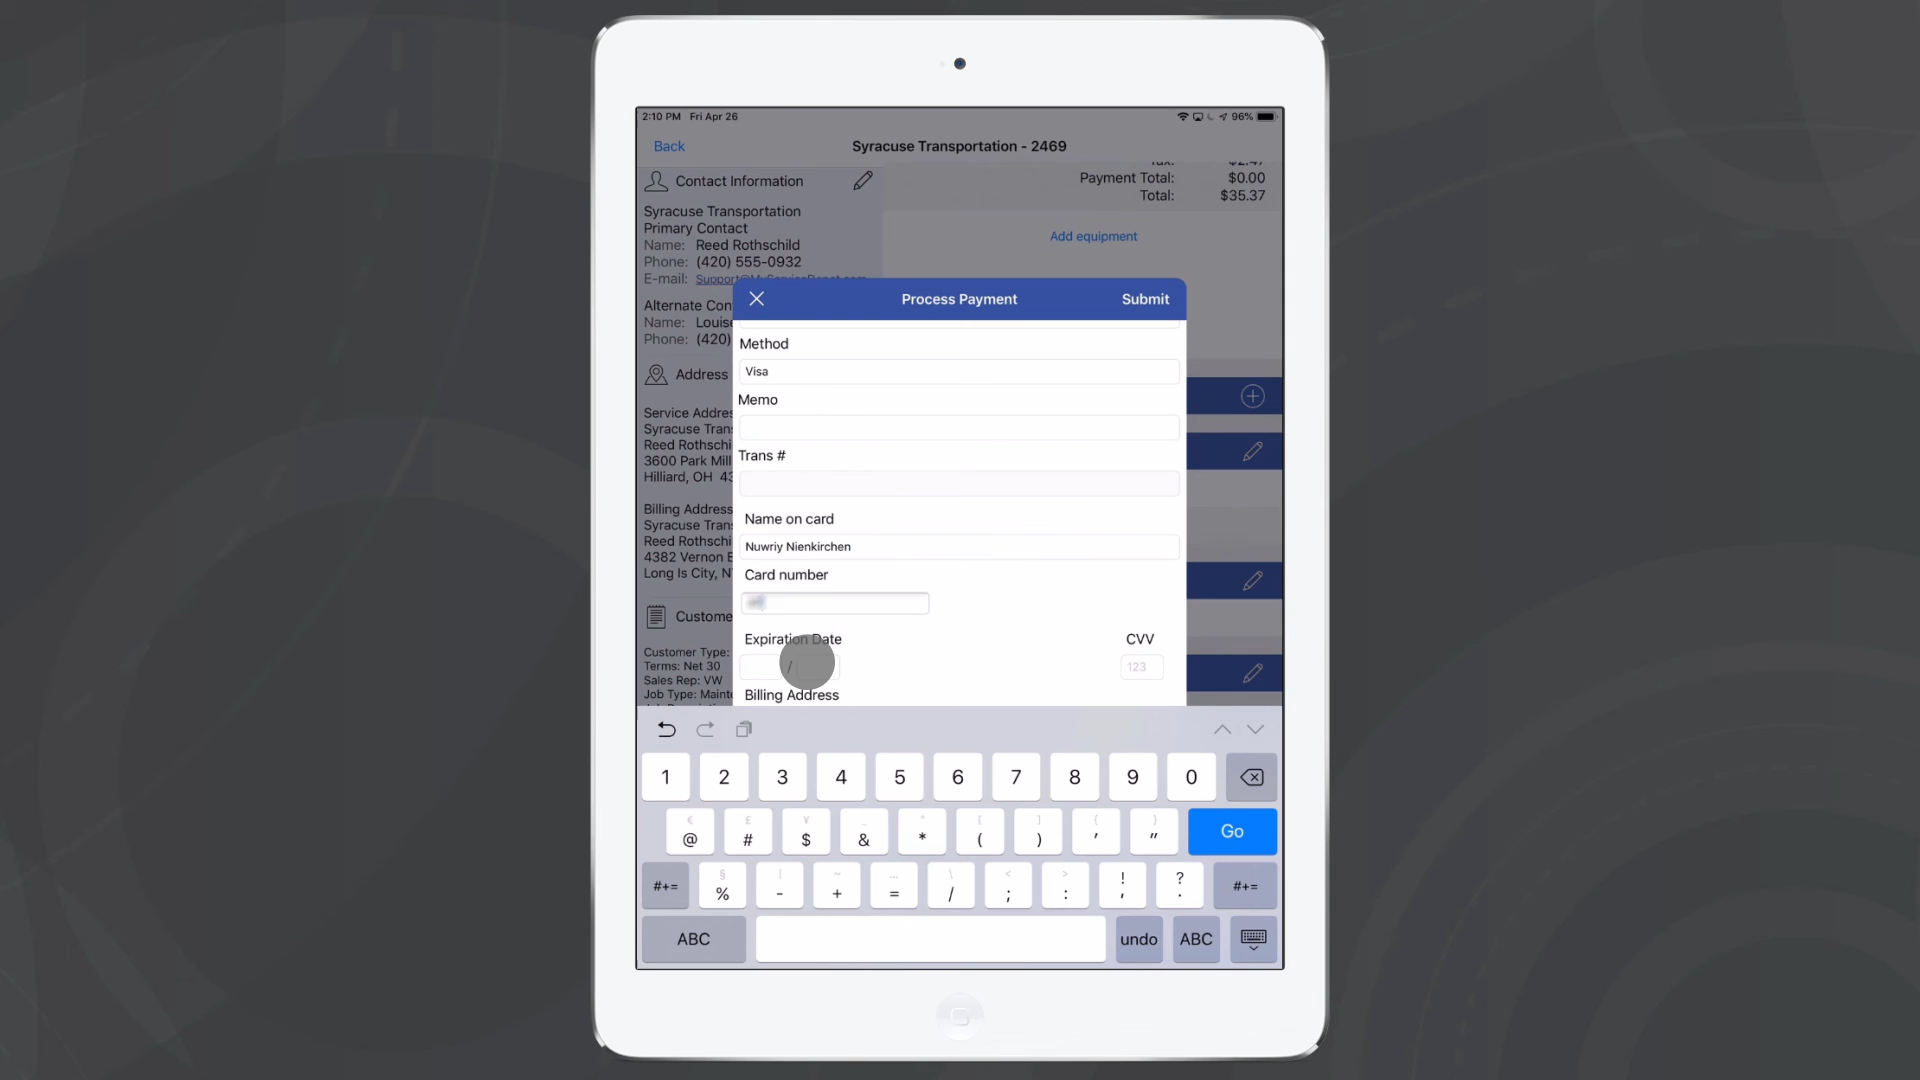 2:10 PM Fri Apr 26
96%
Back
Syracuse Transportation - 2469
Contact Information
Syracuse Transportation
Primary Contact
Name: Reed Rothschild
Phone: (420) 555-0932
E-mail: Support@MyServiceDepot.com
Alternate Con
Name: Louise
Phone: (420)
Address
Service Addres
Syracuse Tran
Reed Rothschi
3600 Park Mill
Hilliard, OH 43
Billing Address
Syracuse Tran
Reed Rothschi
4382 Vernon B
Long Is City, N
Custome
Customer Type:
Terms: Net 30
Sales Rep: VW
Job Type: Mainte
Tax: $2.47
Payment Total: $0.00
Total: $35.37
Add equipment
Process Payment
Submit
Method
Visa
Memo
Trans #
Name on card
Nuwriy Nienkirchen
Card number
Expiration Date
CVV
/
123
Billing Address
1 2 3 4 5 6 7 8 9 0
€ £ ¥ _ ^ [ ] { }
@ # $ & * ( ) ' "
Go
§ | ~ … \ < > ! ?
#+= % - + = / ; : , . #+=
ABC
undo
ABC